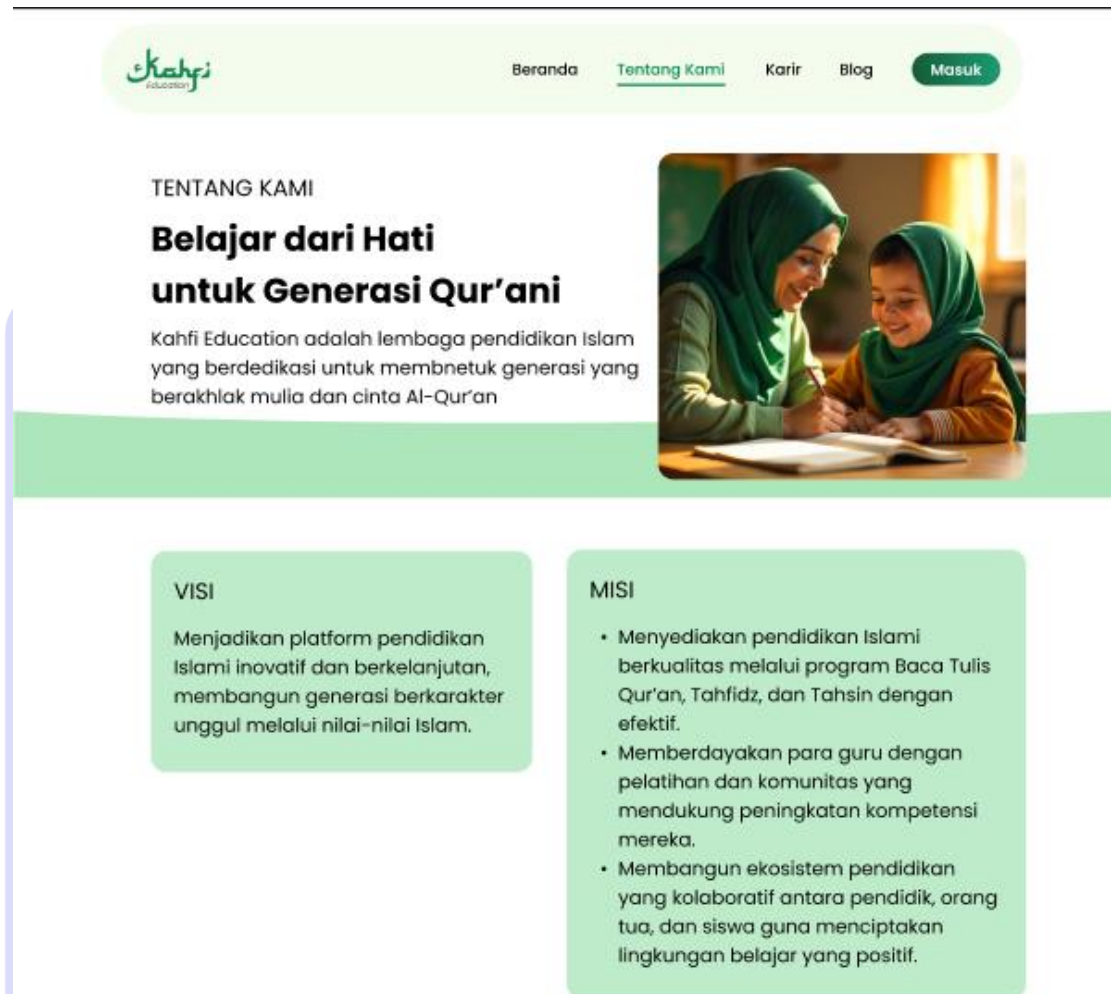 Kahfi
Education
Beranda
Tentang Kami
Karir
Blog
Masuk
TENTANG KAMI
Belajar dari Hati
untuk Generasi Qur'ani
Kahfi Education adalah lembaga pendidikan Islam
yang berdedikasi untuk membnetuk generasi yang
berakhlak mulia dan cinta Al-Qur'an
VISI
Menjadikan platform pendidikan
Islami inovatif dan berkelanjutan,
membangun generasi berkarakter
unggul melalui nilai-nilai Islam.
MISI
• Menyediakan pendidikan Islami
berkualitas melalui program Baca Tulis
Qur'an, Tahfidz, dan Tahsin dengan
efektif.
• Memberdayakan para guru dengan
pelatihan dan komunitas yang
mendukung peningkatan kompetensi
mereka.
• Membangun ekosistem pendidikan
yang kolaboratif antara pendidik, orang
tua, dan siswa guna menciptakan
lingkungan belajar yang positif.